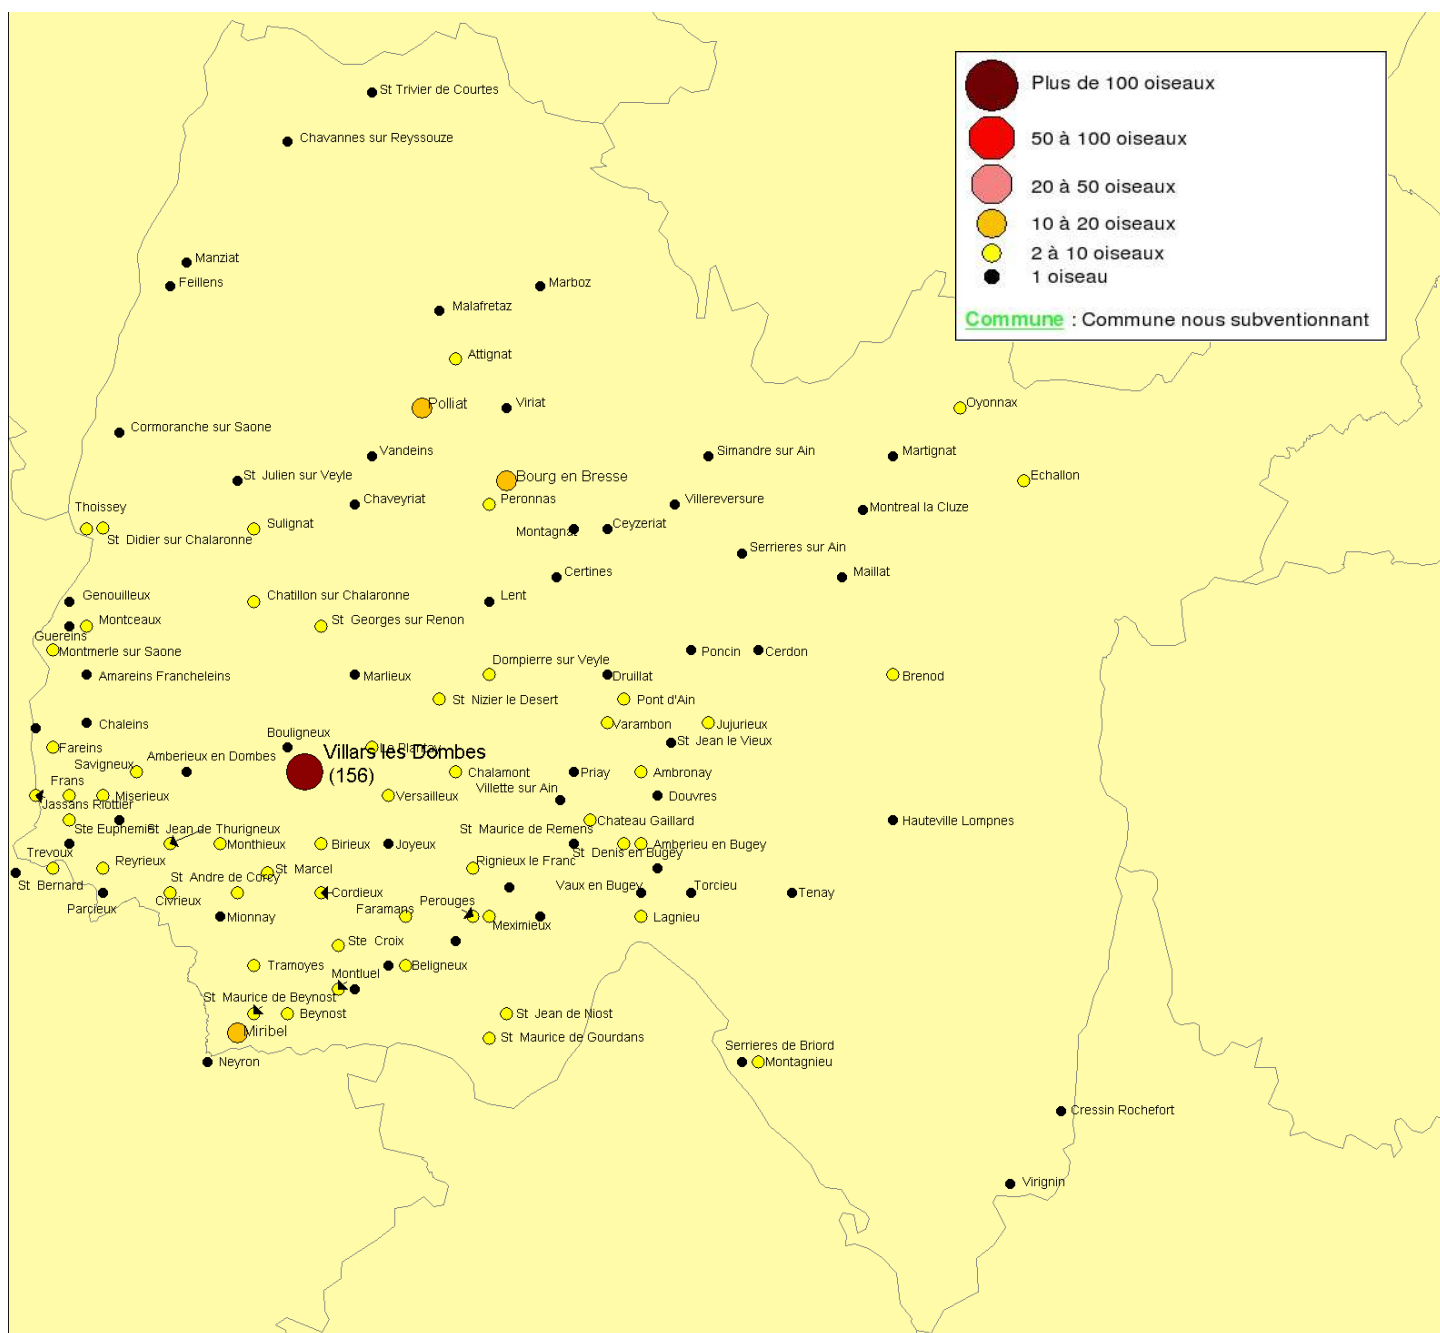 St Trivier de Courtes
Plus de 100 oiseaux
Chavannes sur Reyssouze
50 à 100 oiseaux
20 à 50 oiseaux
10 à 20 oiseaux
2 à 10 oiseaux
1 oiseau
Commune : Commune nous subventionnant
Manziat
Feillens
Marboz
Malafretaz
Attignat
Polliat
Viriat
Oyonnax
Cormoranche sur Saone
Vandeins
Simandre sur Ain
Martignat
St Julien sur Veyle
Bourg en Bresse
Echallon
Chaveyriat
Peronnas
Villereversure
Montreal la Cluze
Thoissey
Sulignat
Montagnat
Ceyzeriat
St Didier sur Chalaronne
Serrieres sur Ain
Certines
Maillat
Genouilleux
Chatillon sur Chalaronne
Lent
Montceaux
St Georges sur Renon
Guereins
Montmerle sur Saone
Dompierre sur Veyle
Poncin
Cerdon
Amareins Francheleins
Marlieux
Druillat
Brenod
St Nizier le Desert
Pont d'Ain
Chaleins
Varambon
Jujurieux
Bouligneux
St Jean le Vieux
Fareins
Le Plantay
Villars les Dombes
(156)
Amberieux en Dombes
Savigneux
Chalamont
Priay
Ambronay
Frans
Villette sur Ain
Miserieux
Versailleux
Douvres
Jassans Riottier
Chateau Gaillard
Hauteville Lompnes
Ste Euphemie
St Jean de Thurigneux
St Maurice de Remens
Monthieux
Birieux
Joyeux
St Denis en Bugey
Amberieu en Bugey
Trevoux
Reyrieux
St Marcel
Rignieux le Franc
St Bernard
St Andre de Corcy
Vaux en Bugey
Torcieu
Tenay
Civrieux
Cordieux
Perouges
Parcieux
Mionnay
Faramans
Meximieux
Lagnieu
Ste Croix
Tramoyes
Montluel
Beligneux
St Maurice de Beynost
Beynost
St Jean de Niost
Miribel
St Maurice de Gourdans
Serrieres de Briord
Neyron
Montagnieu
Cressin Rochefort
Virignin